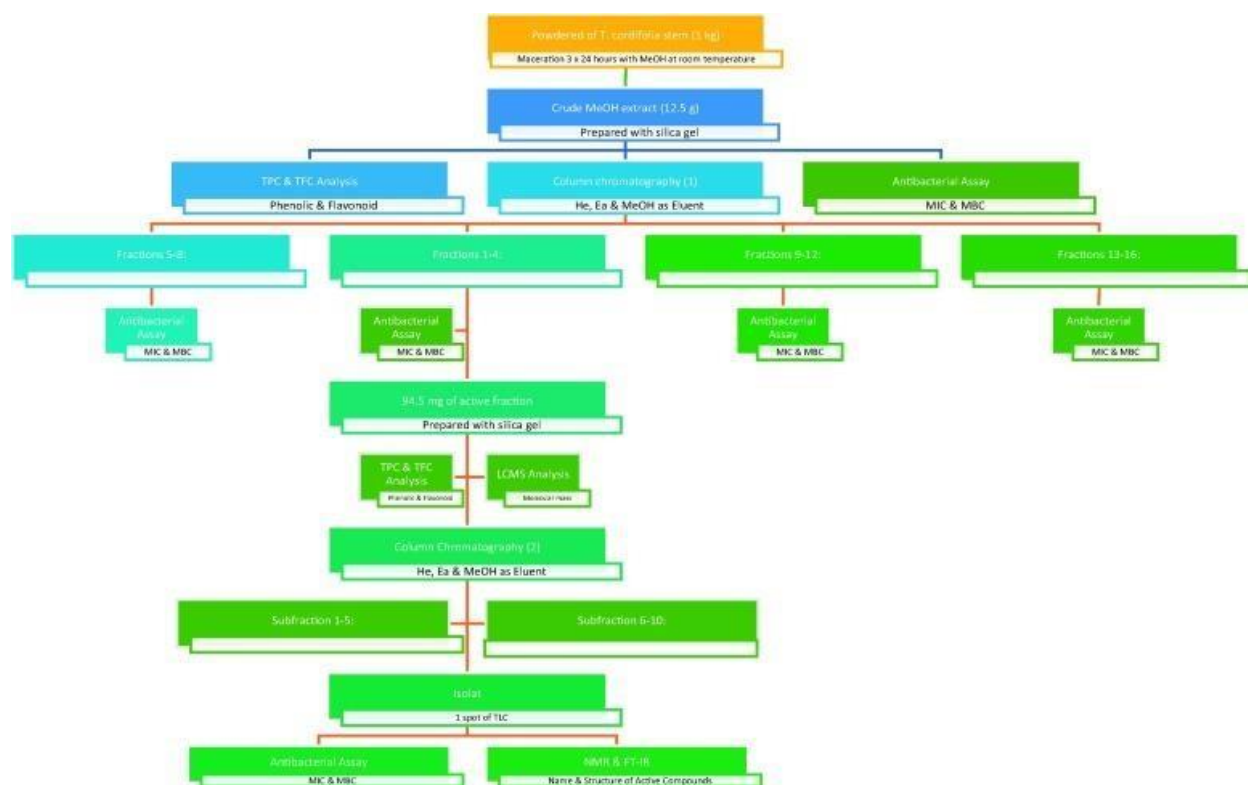 Powdered of T. cordifolia stem (1 kg)
Maceration 3 x 24 hours with MeOH at room temperature
Crude MeOH extract (12.5 g)
Prepared with silica gel
TPC & TFC Analysis
Phenolic & Flavonoid
Column chromatography (1)
He, Ea & MeOH as Eluent
Antibacterial Assay
MIC & MBC
Fractions 5-8:
Fractions 1-4:
Fractions 9-12:
Fractions 13-16:
Antibacterial
Assay
MIC & MBC
Antibacterial
Assay
MIC & MBC
Antibacterial
Assay
MIC & MBC
Antibacterial
Assay
MIC & MBC
94.5 mg of active fraction
Prepared with silica gel
TPC & TFC
Analysis
Phenolic & Flavonoid
LCMS Analysis
Column Chromatography (2)
He, Ea & MeOH as Eluent
Subfraction 1-5:
Subfraction 6-10:
Isolat
1 spot of TLC
Antibacterial Assay
MIC & MBC
NMR & FT-IR
Name & Structure of Active Compounds